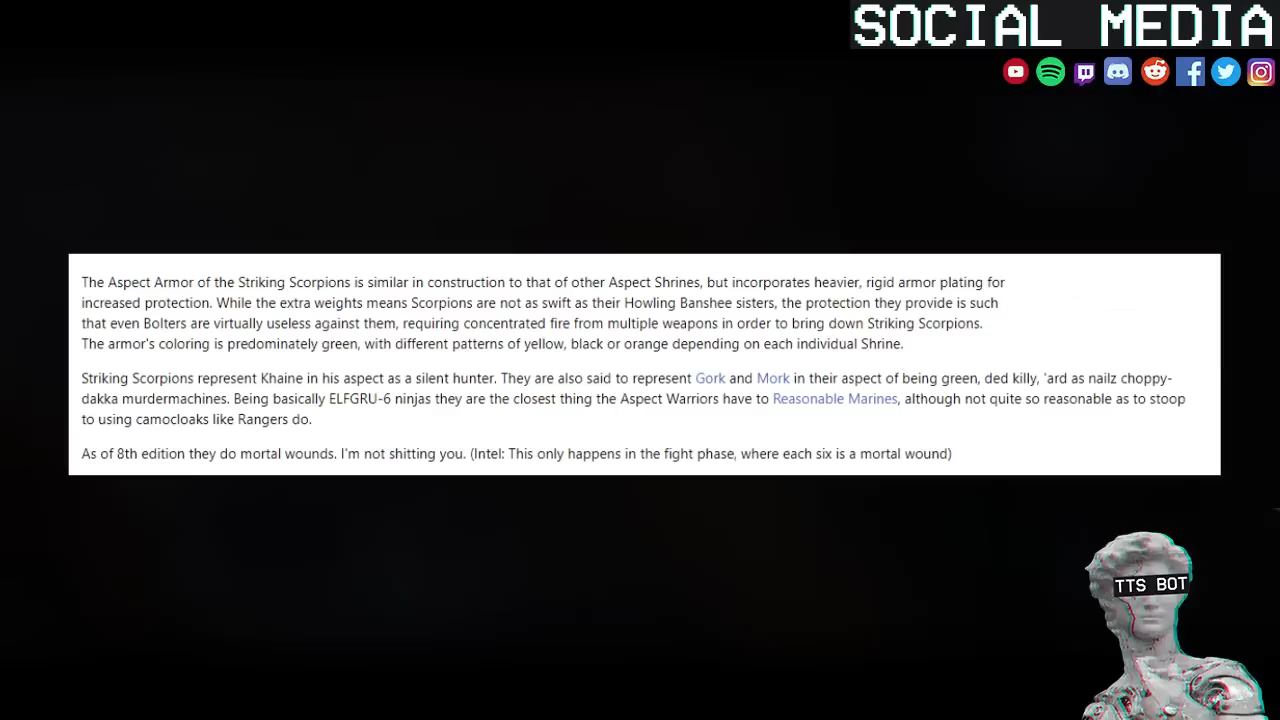 SOCIAL MEDIA
The Aspect Armor of the Striking Scorpions is similar in construction to that of other Aspect Shrines, but incorporates heavier, rigid armor plating for
increased protection. While the extra weights means Scorpions are not as swift as their Howling Banshee sisters, the protection they provide is such
that even Bolters are virtually useless against them, requiring concentrated fire from multiple weapons in order to bring down Striking Scorpions.
The armor's coloring is predominately green, with different patterns of yellow, black or orange depending on each individual Shrine.
Striking Scorpions represent Khaine in his aspect as a silent hunter. They are also said to represent Gork and Mork in their aspect of being green, ded killy, 'ard as nailz choppy-
dakka murdermachines. Being basically ELFGRU-6 ninjas they are the closest thing the Aspect Warriors have to Reasonable Marines, although not quite so reasonable as to stoop
to using camocloaks like Rangers do.
As of 8th edition they do mortal wounds. I'm not shitting you. (Intel: This only happens in the fight phase, where each six is a mortal wound)
TTS BOT